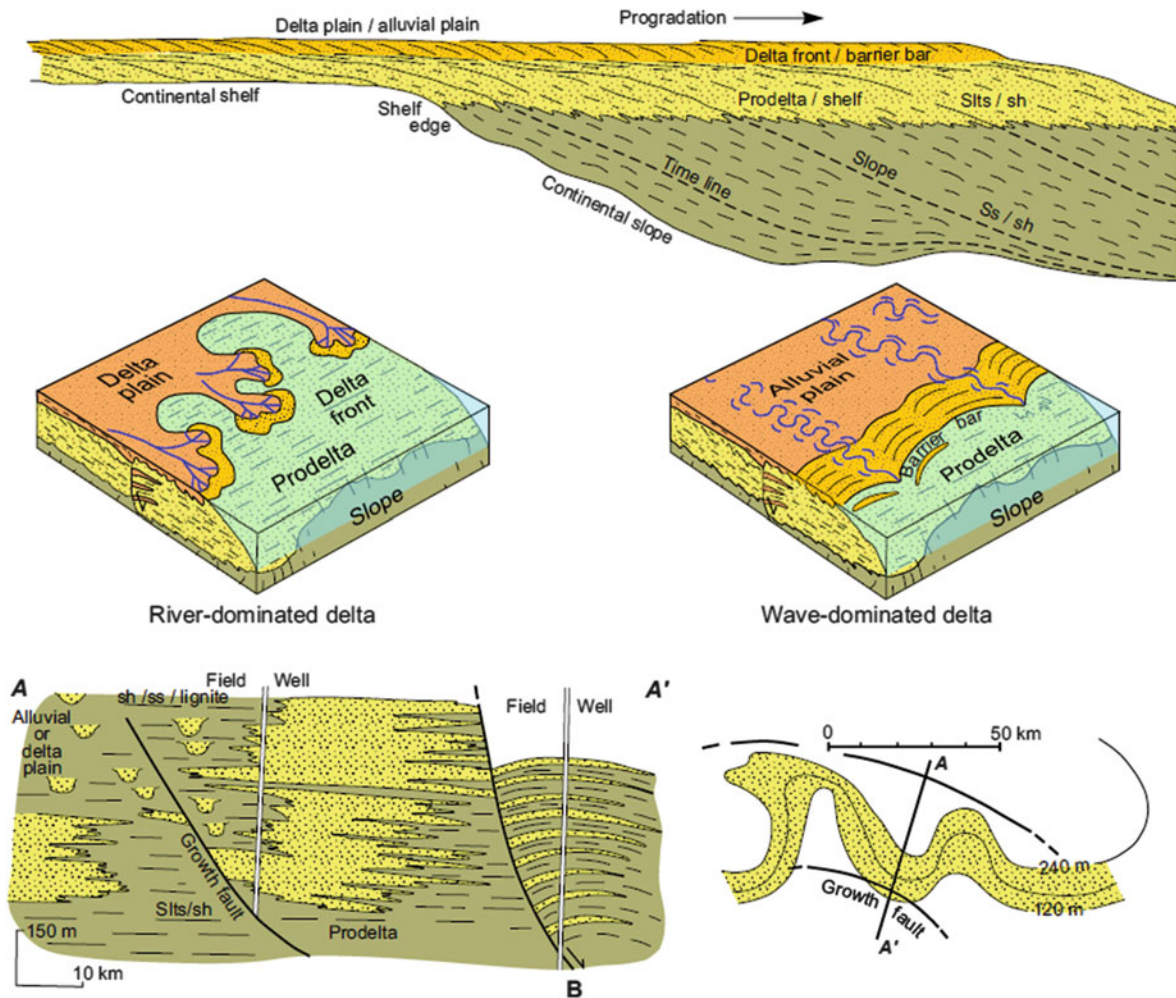 Progradation
Delta plain / alluvial plain
Delta front / barrier bar
Continental shelf
Prodelta / shelf
Slts / sh
Shelf
edge
Slope
Time line
Continental slope
Ss / sh
Delta
plain
Delta
front
Prodelta
Slope
Alluvial
plain
Barrier bar
Prodelta
Slope
River-dominated delta
Wave-dominated delta
A
Field
Well
sh /ss / lignite
Alluvial
or
delta
plain
Field
Well
A'
Growth fault
Slts/sh
Prodelta
150 m
10 km
B
0
50 km
A
240 m
120 m
Growth fault
A'